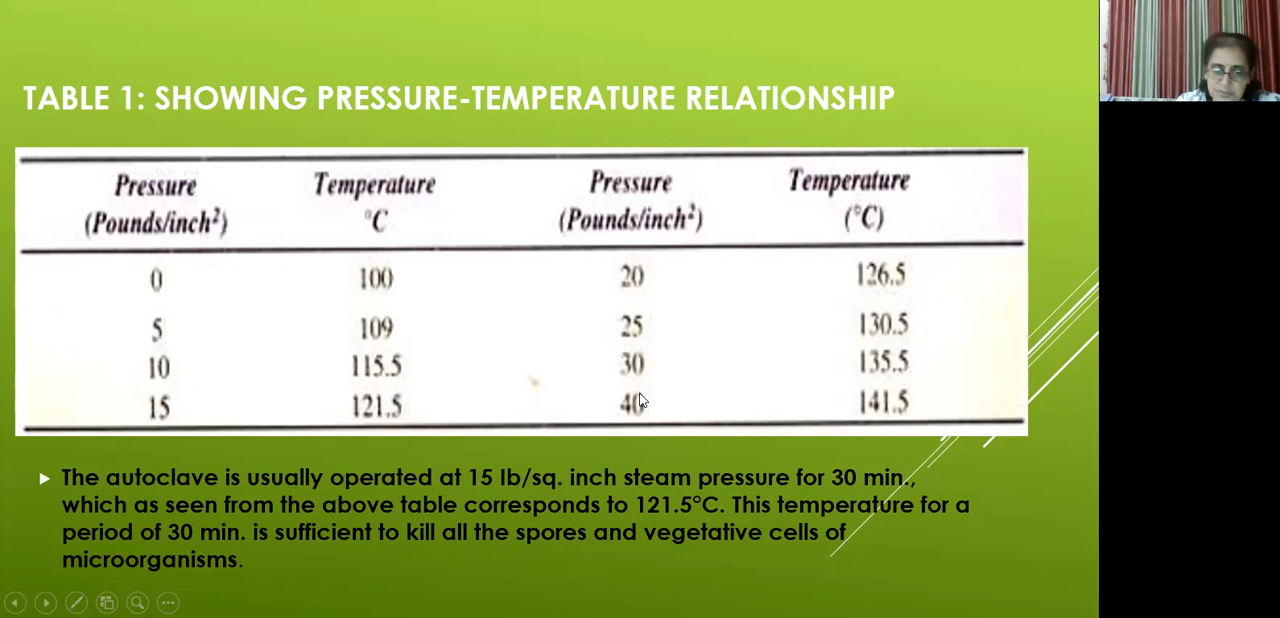 TABLE 1: SHOWING PRESSURE-TEMPERATURE RELATIONSHIP
Pressure Temperature Pressure Temperature
(Pounds/inch²) °C (Pounds/inch²) (°C)
0 100 20 126.5
5 109 25 130.5
10 115.5 30 135.5
15 121.5 40 141.5
The autoclave is usually operated at 15 lb/sq. inch steam pressure for 30 min.,
which as seen from the above table corresponds to 121.5°C. This temperature for a
period of 30 min. is sufficient to kill all the spores and vegetative cells of
microorganisms.